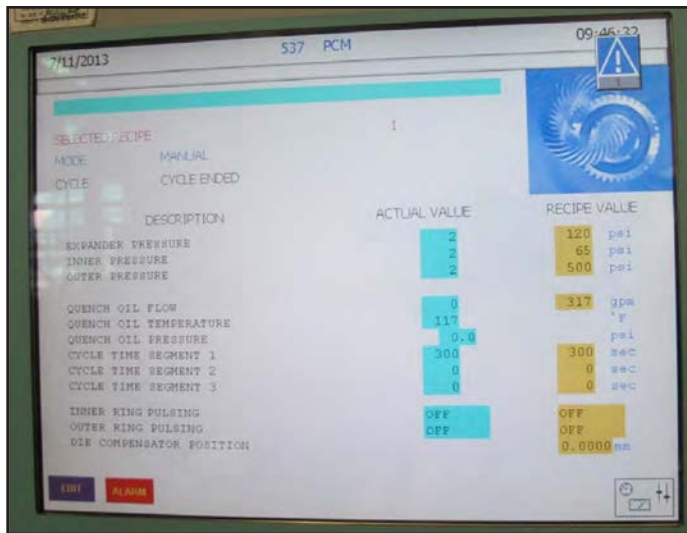 7/11/2013 537 PCM 09:46:32
1
SELECTED RECIPE 1
MODE MANUAL
CYCLE CYCLE ENDED
DESCRIPTION ACTUAL VALUE RECIPE VALUE
EXPANDER PRESSURE 2 120 psi
INNER PRESSURE 2 65 psi
OUTER PRESSURE 2 500 psi
QUENCH OIL FLOW 0 317 gpm
QUENCH OIL TEMPERATURE 117 °F
QUENCH OIL PRESSURE 0.0 psi
CYCLE TIME SEGMENT 1 300 300 sec
CYCLE TIME SEGMENT 2 0 0 sec
CYCLE TIME SEGMENT 3 0 0 sec
INNER RING PULSING OFF OFF
OUTER RING PULSING OFF OFF
DIE COMPENSATOR POSITION 0.0000 mm
EDIT ALARM